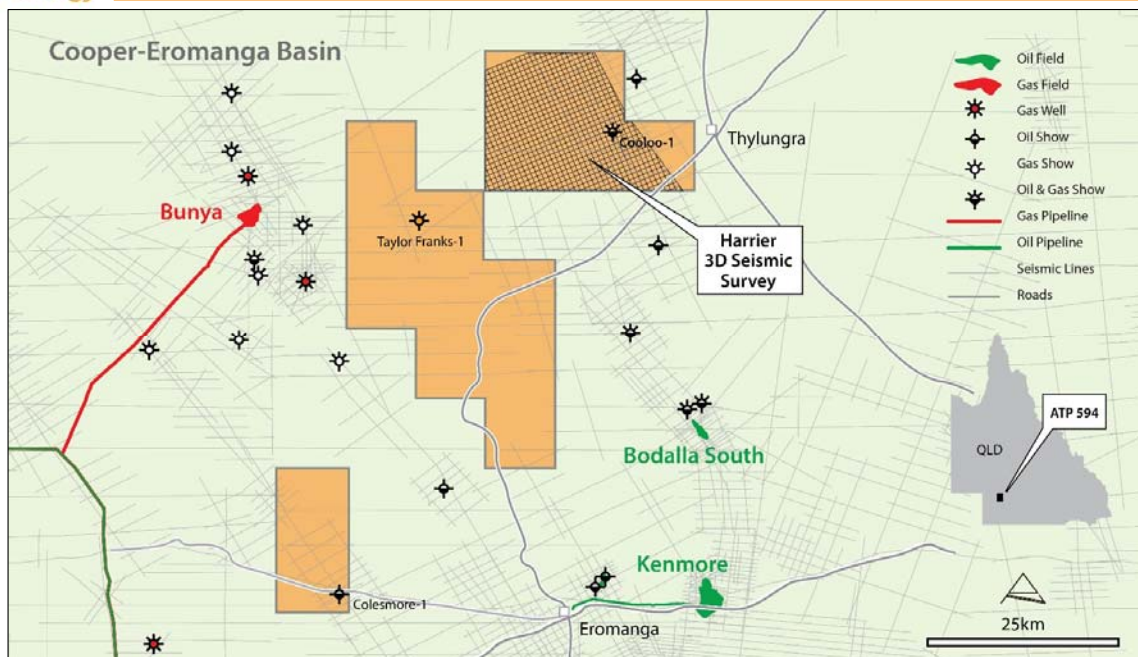 Cooper-Eromanga Basin
Oil Field
Gas Field
Gas Well
Oil Show
Gas Show
Oil & Gas Show
Gas Pipeline
Oil Pipeline
Seismic Lines
Roads
Cooloo-1
Thylungra
Bunya
Taylor Franks-1
Harrier
3D Seismic
Survey
ATP 594
QLD
Bodalla South
Kenmore
Colesmore-1
Eromanga
25km